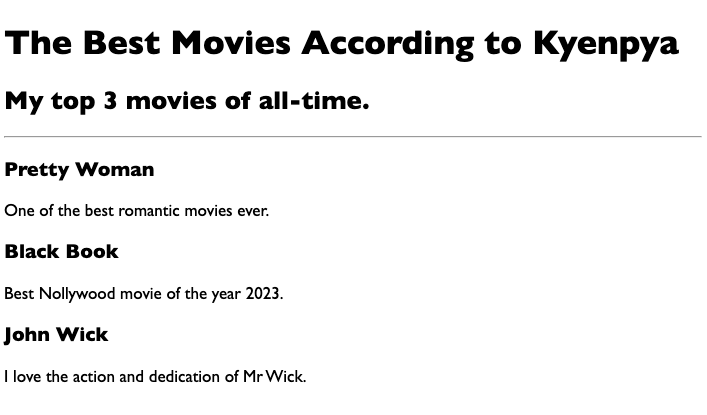 The Best Movies According to Kyenpya
My top 3 movies of all-time.
Pretty Woman
One of the best romantic movies ever.
Black Book
Best Nollywood movie of the year 2023.
John Wick
I love the action and dedication of Mr Wick.